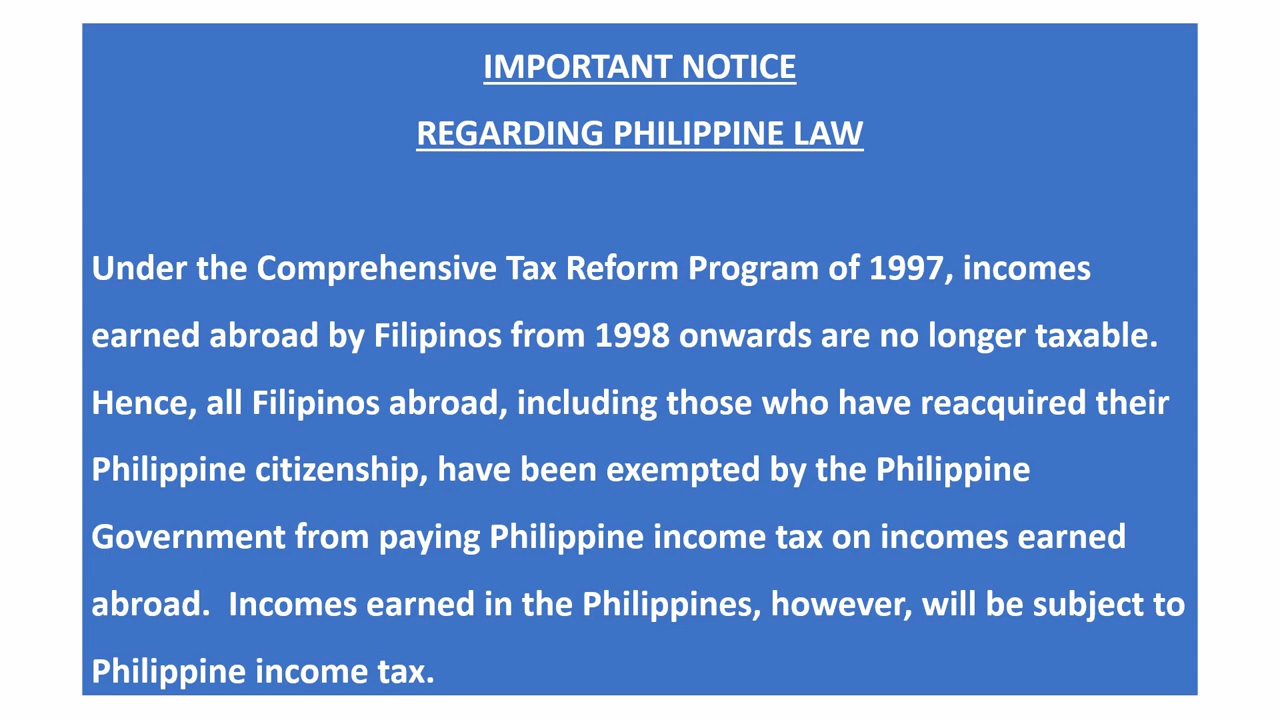 IMPORTANT NOTICE
REGARDING PHILIPPINE LAW
Under the Comprehensive Tax Reform Program of 1997, incomes
earned abroad by Filipinos from 1998 onwards are no longer taxable.
Hence, all Filipinos abroad, including those who have reacquired their
Philippine citizenship, have been exempted by the Philippine
Government from paying Philippine income tax on incomes earned
abroad.  Incomes earned in the Philippines, however, will be subject to
Philippine income tax.